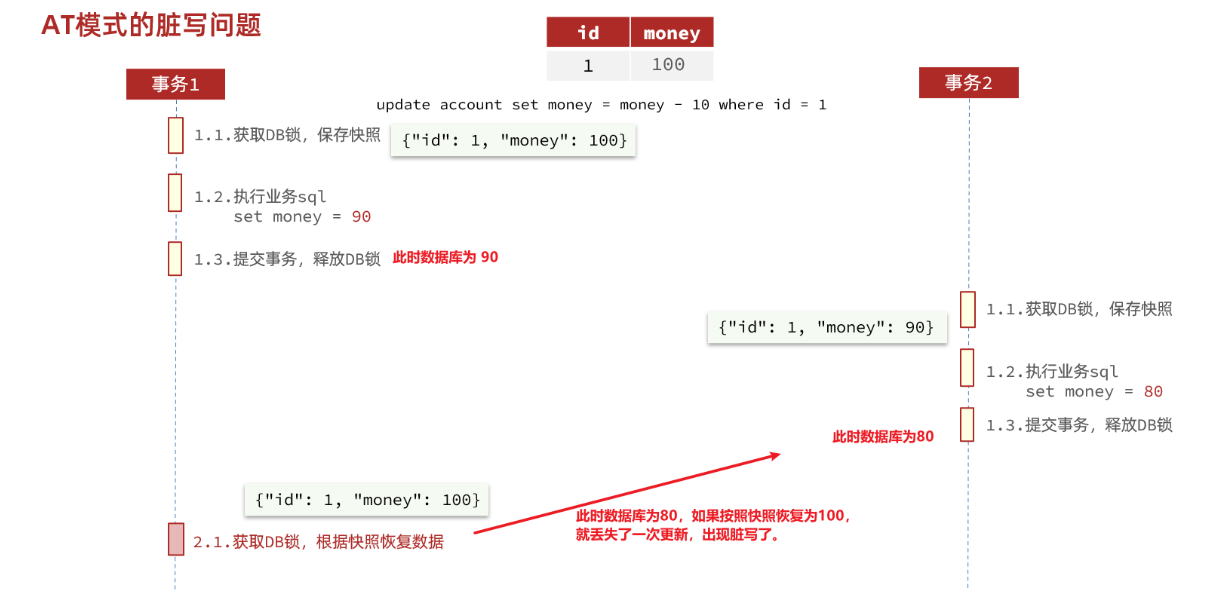 AT模式的脏写问题
id money
1 100
事务1
事务2
update account set money = money - 10 where id = 1
1.1.获取DB锁，保存快照
{"id": 1, "money": 100}
1.2.执行业务sql
set money = 90
1.3.提交事务，释放DB锁
此时数据库为 90
1.1.获取DB锁，保存快照
{"id": 1, "money": 90}
1.2.执行业务sql
set money = 80
1.3.提交事务，释放DB锁
此时数据库为80
{"id": 1, "money": 100}
此时数据库为80，如果按照快照恢复为100，
就丢失了一次更新，出现脏写了。
2.1.获取DB锁，根据快照恢复数据